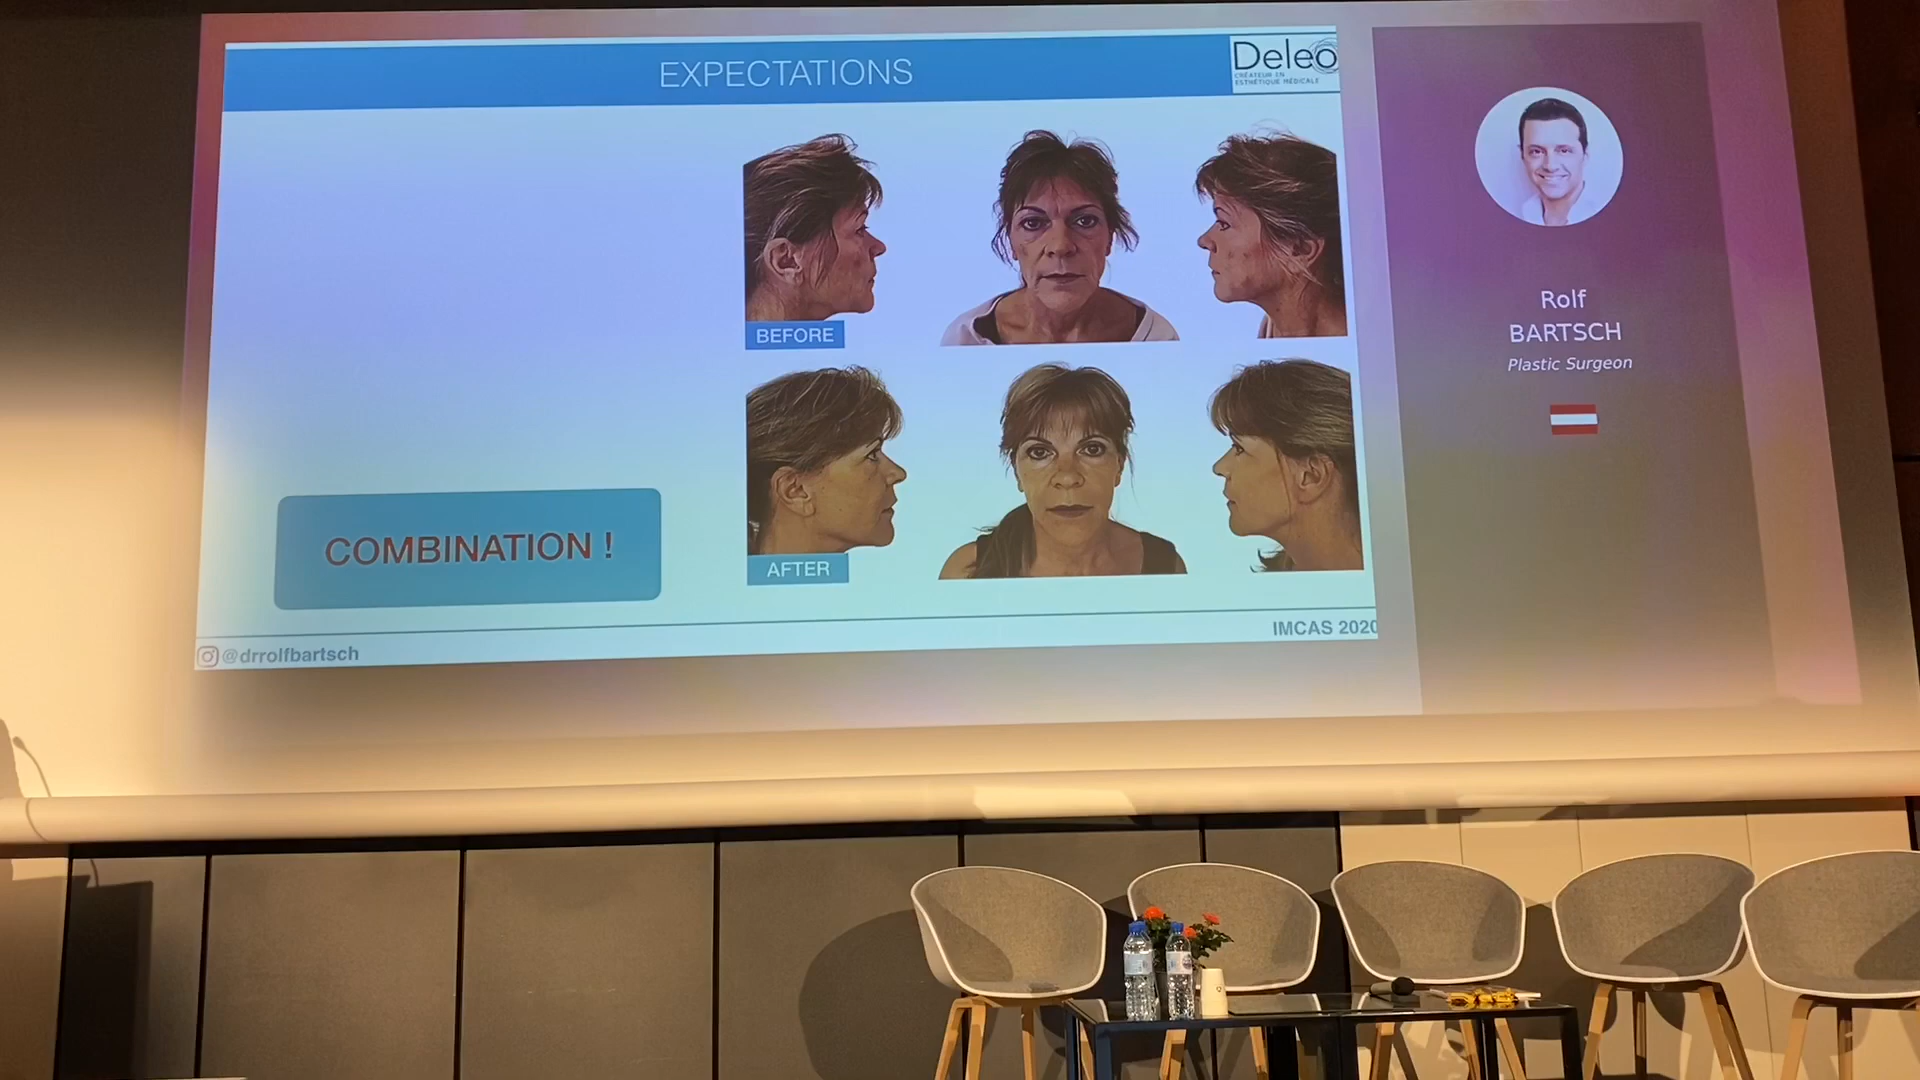 EXPECTATIONS
Deleo
CRÉATEUR EN
ESTHÉTIQUE MÉDICALE
BEFORE
AFTER
COMBINATION !
@drrolfbartsch
IMCAS 2020
Rolf
BARTSCH
Plastic Surgeon